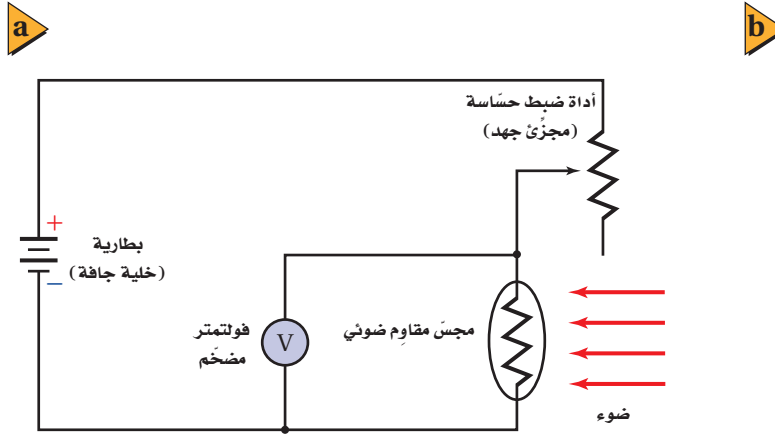 a
b
أداة ضبط حسّاسة
(مجزِّئ جهد)
+
بطارية
(خلية جافة)
−
فولتمتر
مضخّم
V
مجسّ مقاوِم ضوئي
ضوء